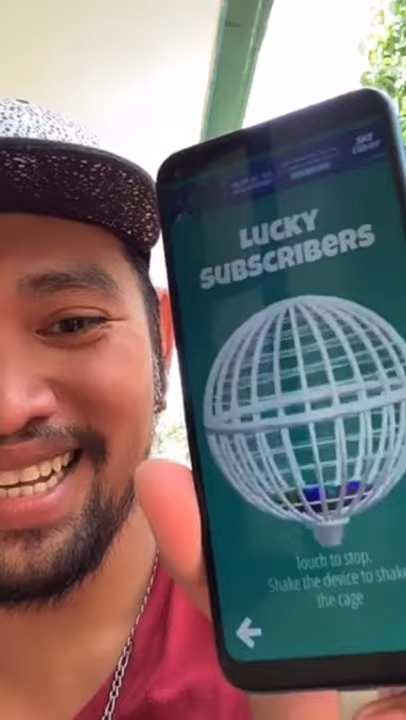 LUCKY
SUBSCRIBERS
Touch to stop.
Shake the device to shake
the cage